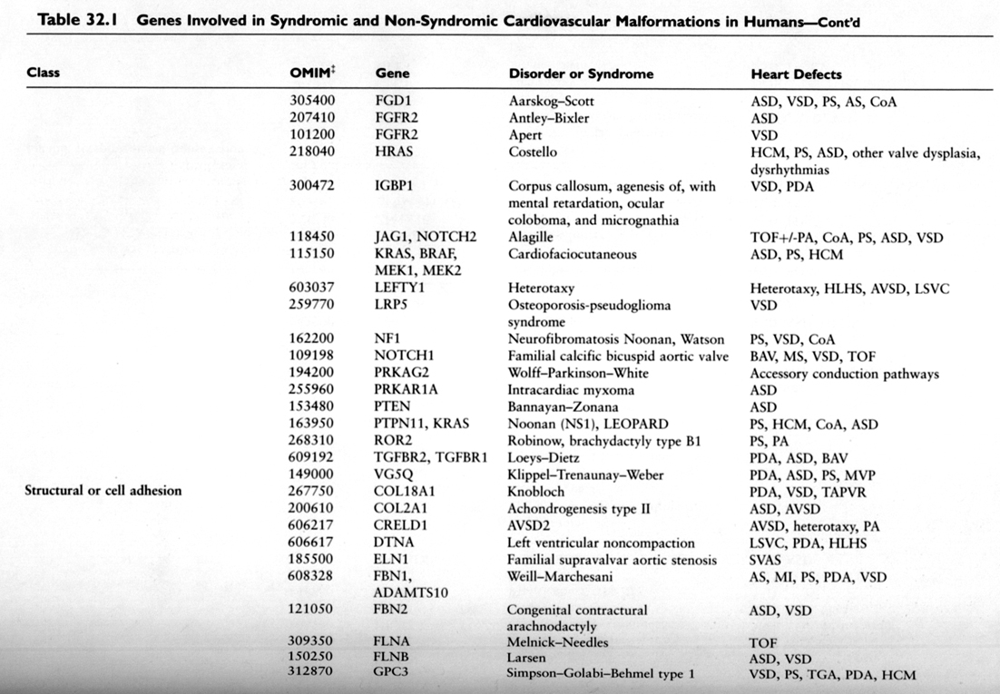 Table 32.1 Genes Involved in Syndromic and Non-Syndromic Cardiovascular Malformations in Humans—Cont'd
Class OMIM‡ Gene Disorder or Syndrome Heart Defects
305400 FGD1 Aarskog–Scott ASD, VSD, PS, AS, CoA
207410 FGFR2 Antley–Bixler ASD
101200 FGFR2 Apert VSD
218040 HRAS Costello HCM, PS, ASD, other valve dysplasia,
dysrhythmias
300472 IGBP1 Corpus callosum, agenesis of, with VSD, PDA
mental retardation, ocular
coloboma, and micrognathia
118450 JAG1, NOTCH2 Alagille TOF+/-PA, CoA, PS, ASD, VSD
115150 KRAS, BRAF, Cardiofaciocutaneous ASD, PS, HCM
MEK1, MEK2
603037 LEFTY1 Heterotaxy Heterotaxy, HLHS, AVSD, LSVC
259770 LRP5 Osteoporosis-pseudoglioma VSD
syndrome
162200 NF1 Neurofibromatosis Noonan, Watson PS, VSD, CoA
109198 NOTCH1 Familial calcific bicuspid aortic valve BAV, MS, VSD, TOF
194200 PRKAG2 Wolff–Parkinson–White Accessory conduction pathways
255960 PRKAR1A Intracardiac myxoma ASD
153480 PTEN Bannayan–Zonana ASD
163950 PTPN11, KRAS Noonan (NS1), LEOPARD PS, HCM, CoA, ASD
268310 ROR2 Robinow, brachydactyly type B1 PS, PA
609192 TGFBR2, TGFBR1 Loeys–Dietz PDA, ASD, BAV
149000 VG5Q Klippel–Trenaunay–Weber PDA, ASD, PS, MVP
Structural or cell adhesion 267750 COL18A1 Knobloch PDA, VSD, TAPVR
200610 COL2A1 Achondrogenesis type II ASD, AVSD
606217 CRELD1 AVSD2 AVSD, heterotaxy, PA
606617 DTNA Left ventricular noncompaction LSVC, PDA, HLHS
185500 ELN1 Familial supravalvar aortic stenosis SVAS
608328 FBN1, Weill–Marchesani AS, MI, PS, PDA, VSD
ADAMTS10
121050 FBN2 Congenital contractural ASD, VSD
arachnodactyly
309350 FLNA Melnick–Needles TOF
150250 FLNB Larsen ASD, VSD
312870 GPC3 Simpson–Golabi–Behmel type 1 VSD, PS, TGA, PDA, HCM